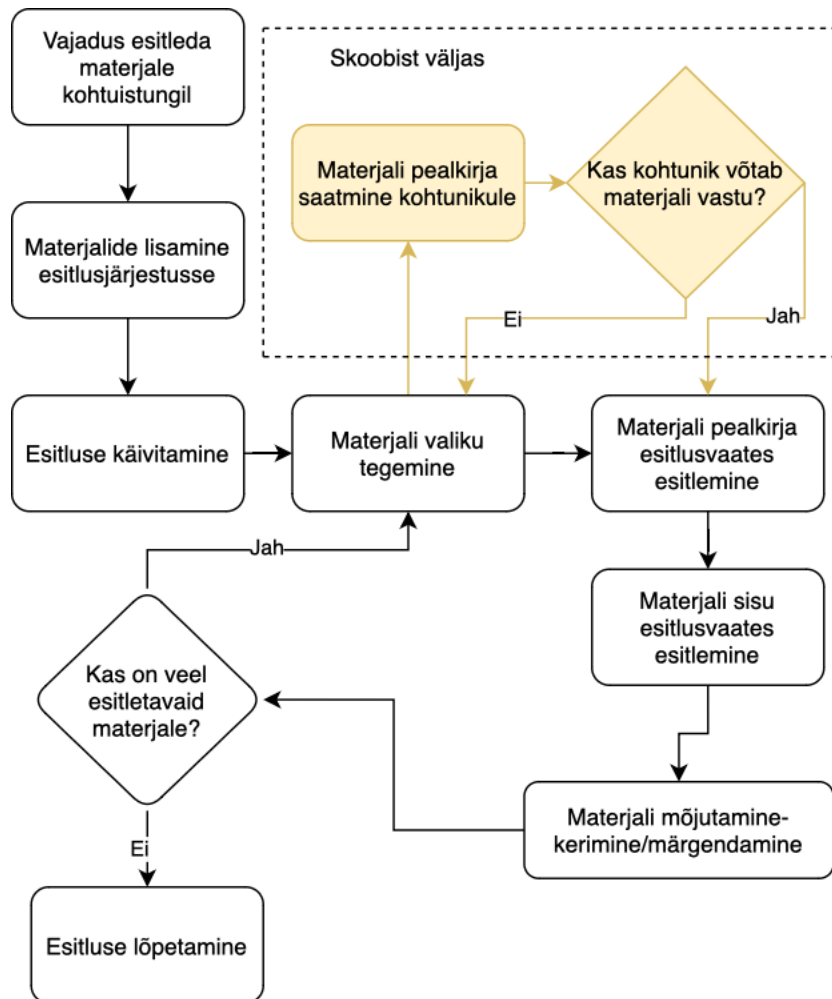 Vajadus esitleda
materjale
kohtuistungil
Skoobist väljas
Materjali pealkirja
saatmine kohtunikule
Kas kohtunik võtab
materjali vastu?
Materjalide lisamine
esitlusjärjestusse
Ei
Jah
Esitluse käivitamine
Materjali valiku
tegemine
Materjali pealkirja
esitlusvaates
esitlemine
Jah
Materjali sisu
esitlusvaates
esitlemine
Kas on veel
esitletavaid
materjale?
Materjali mõjutamine-
kerimine/märgendamine
Ei
Esitluse lõpetamine